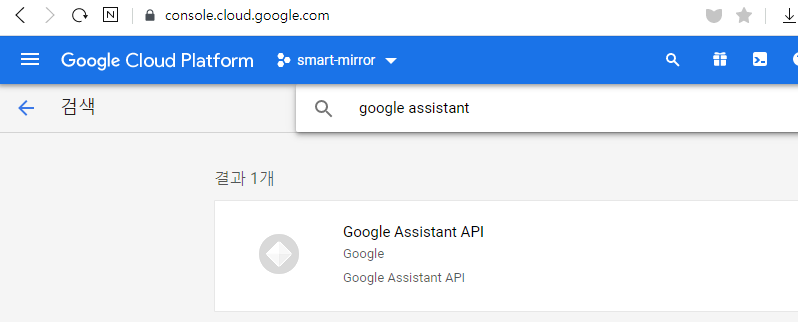 console.cloud.google.com
Google Cloud Platform smart-mirror
검색 google assistant
결과 1개
Google Assistant API
Google
Google Assistant API